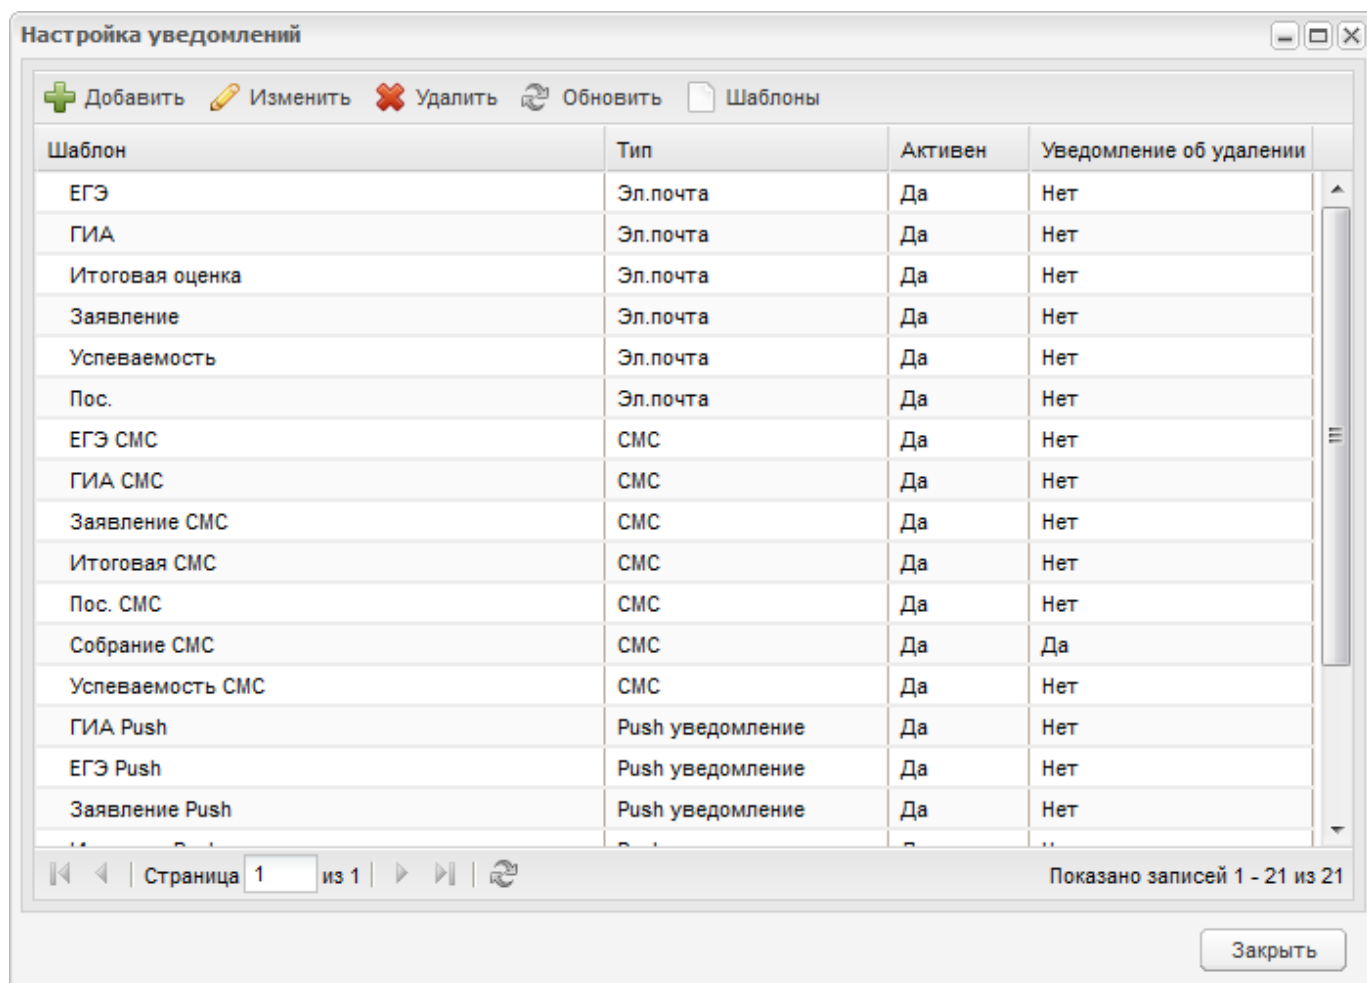 Настройка уведомлений
Добавить Изменить Удалить Обновить Шаблоны
Шаблон Тип Активен Уведомление об удалении
ЕГЭ Эл.почта Да Нет
ГИА Эл.почта Да Нет
Итоговая оценка Эл.почта Да Нет
Заявление Эл.почта Да Нет
Успеваемость Эл.почта Да Нет
Пос. Эл.почта Да Нет
ЕГЭ СМС СМС Да Нет
ГИА СМС СМС Да Нет
Заявление СМС СМС Да Нет
Итоговая СМС СМС Да Нет
Пос. СМС СМС Да Нет
Собрание СМС СМС Да Да
Успеваемость СМС СМС Да Нет
ГИА Push Push уведомление Да Нет
ЕГЭ Push Push уведомление Да Нет
Заявление Push Push уведомление Да Нет
Страница 1 из 1 Показано записей 1 - 21 из 21
Закрыть